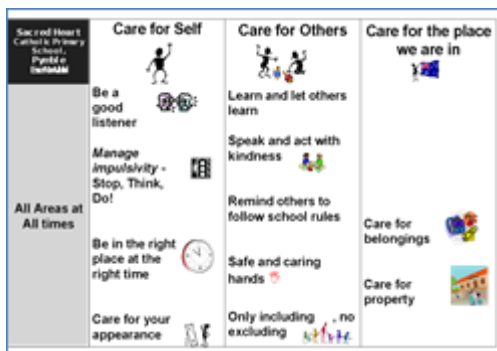 Sacred Heart
Catholic Primary
School,
Pymble
Care for Self
Care for Others
Care for the place
we are in
All Areas at
All times
Be a
good
listener
Manage
impulsivity -
Stop, Think,
Do!
Be in the right
place at the
right time
Care for your
appearance
Learn and let others
learn
Speak and act with
kindness
Remind others to
follow school rules
Safe and caring
hands
Only including , no
excluding
Care for
belongings
Care for
property